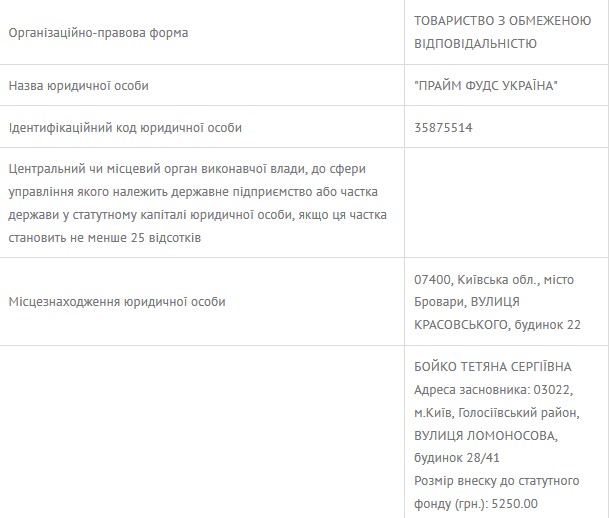 Організаційно-правова форма
ТОВАРИСТВО З ОБМЕЖЕНОЮ
ВІДПОВІДАЛЬНІСТЮ
Назва юридичної особи
"ПРАЙМ ФУДС УКРАЇНА"
Ідентифікаційний код юридичної особи
35875514
Центральний чи місцевий орган виконавчої влади, до сфери
управління якого належить державне підприємство або частка
держави у статутному капіталі юридичної особи, якщо ця частка
становить не менше 25 відсотків
Місцезнаходження юридичної особи
07400, Київська обл., місто
Бровари, ВУЛИЦЯ
КРАСОВСЬКОГО, будинок 22
БОЙКО ТЕТЯНА СЕРГІЇВНА
Адреса засновника: 03022,
м.Київ, Голосіївський район,
ВУЛИЦЯ ЛОМОНОСОВА,
будинок 28/41
Розмір внеску до статутного
фонду (грн.): 5250.00